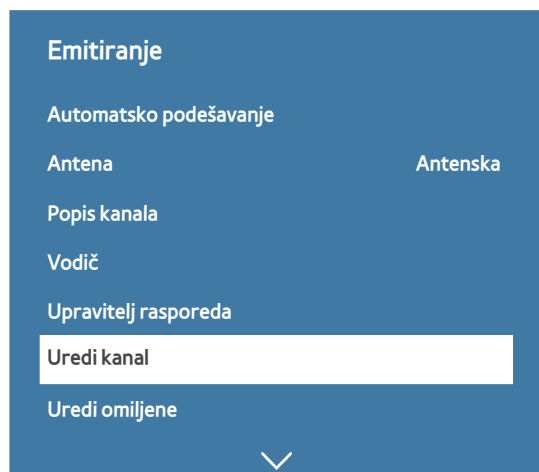 Emitiranje
Automatsko podešavanje
Antena Antenska
Popis kanala
Vodič
Upravitelj rasporeda
Uredi kanal
Uredi omiljene